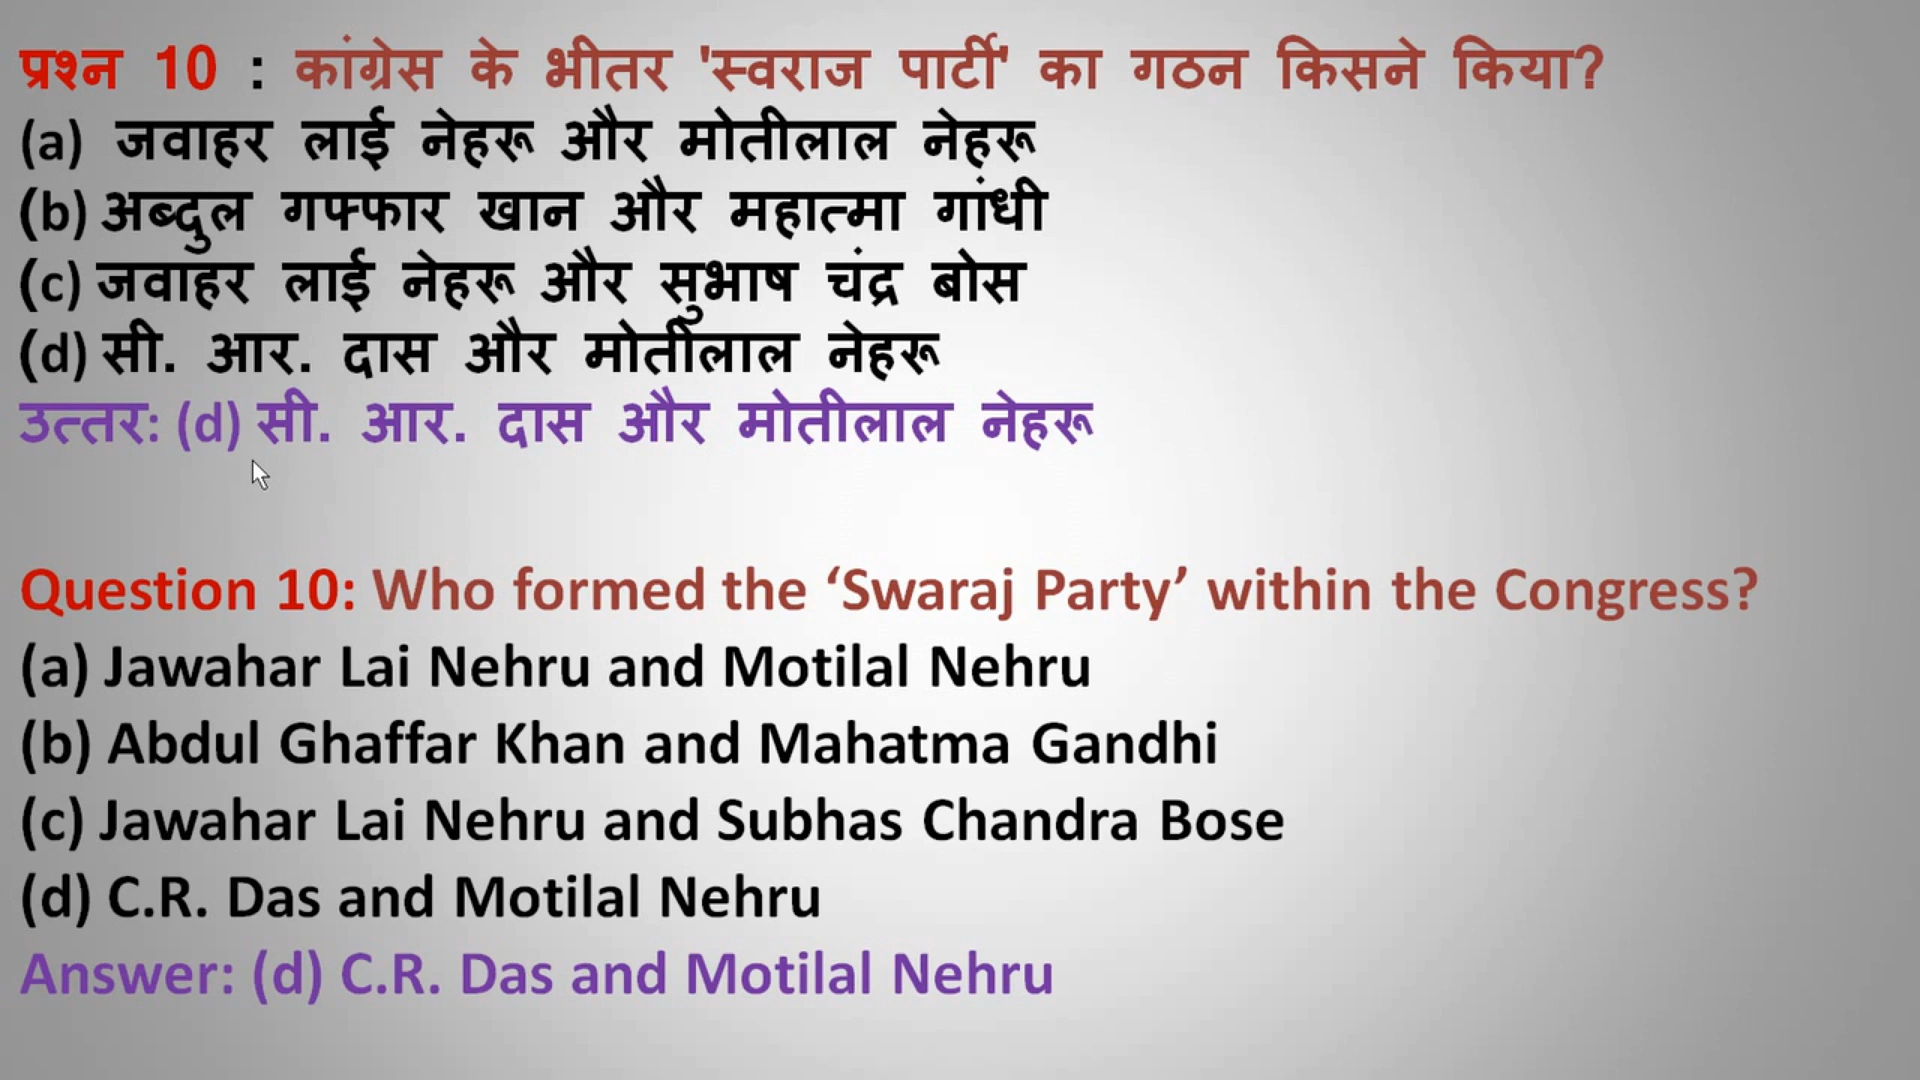 प्रश्न 10 : कांग्रेस के भीतर 'स्वराज पार्टी' का गठन किसने किया?
(a) जवाहर लाई नेहरू और मोतीलाल नेहरू
(b) अब्दुल गफ्फार खान और महात्मा गांधी
(c) जवाहर लाई नेहरू और सुभाष चंद्र बोस
(d) सी. आर. दास और मोतीलाल नेहरू
उत्तर: (d) सी. आर. दास और मोतीलाल नेहरू
Question 10: Who formed the ‘Swaraj Party’ within the Congress?
(a) Jawahar Lai Nehru and Motilal Nehru
(b) Abdul Ghaffar Khan and Mahatma Gandhi
(c) Jawahar Lai Nehru and Subhas Chandra Bose
(d) C.R. Das and Motilal Nehru
Answer: (d) C.R. Das and Motilal Nehru